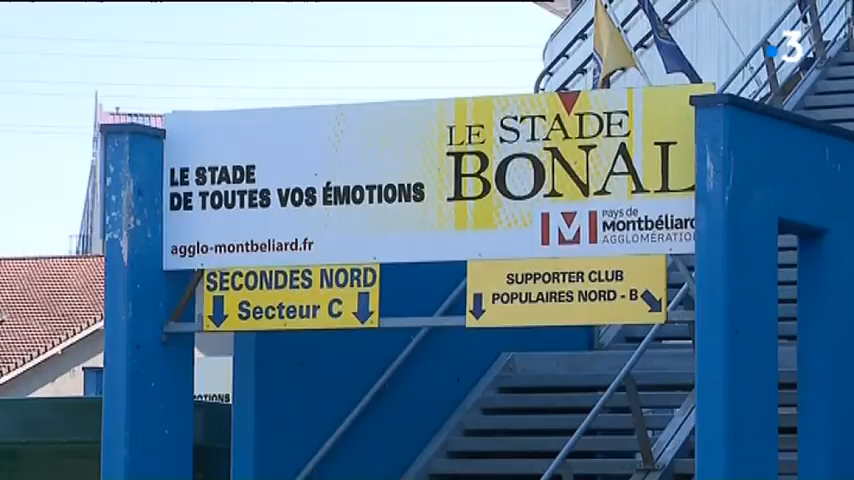 3
LE STADE
DE TOUTES VOS ÉMOTIONS
agglo-montbeliard.fr
LE STADE
BONAL
M
pays de
Montbéliard
AGGLOMÉRATION
SECONDES NORD
Secteur C
SUPPORTER CLUB
POPULAIRES NORD - B